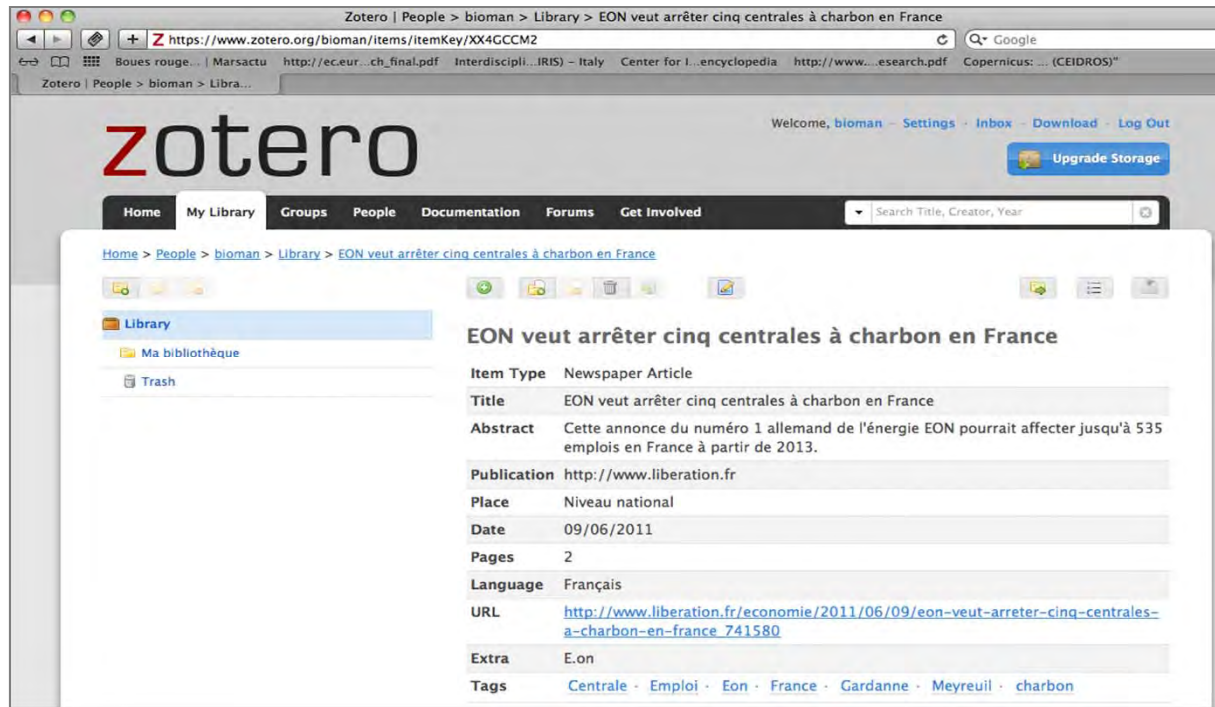 Zotero | People > bioman > Library > EON veut arrêter cinq centrales à charbon en France
Z https://www.zotero.org/bioman/items/itemKey/XX4GCCM2
Google
Boues rouge... | Marsactu http://ec.eur...ch_final.pdf Interdiscipli...IRIS) – Italy Center for I...encyclopedia http://www....esearch.pdf Copernicus: ... (CEIDROS)"
Zotero | People > bioman > Libra...
zotero
Welcome, bioman - Settings - Inbox - Download - Log Out
Upgrade Storage
Home My Library Groups People Documentation Forums Get Involved
Search Title, Creator, Year
Home > People > bioman > Library > EON veut arrêter cinq centrales à charbon en France
Library
Ma bibliothèque
Trash
EON veut arrêter cinq centrales à charbon en France
Item Type Newspaper Article
Title EON veut arrêter cinq centrales à charbon en France
Abstract Cette annonce du numéro 1 allemand de l'énergie EON pourrait affecter jusqu'à 535
emplois en France à partir de 2013.
Publication http://www.liberation.fr
Place Niveau national
Date 09/06/2011
Pages 2
Language Français
URL http://www.liberation.fr/economie/2011/06/09/eon-veut-arreter-cinq-centrales-
a-charbon-en-france_741580
Extra E.on
Tags Centrale · Emploi · Eon · France · Gardanne · Meyreuil · charbon